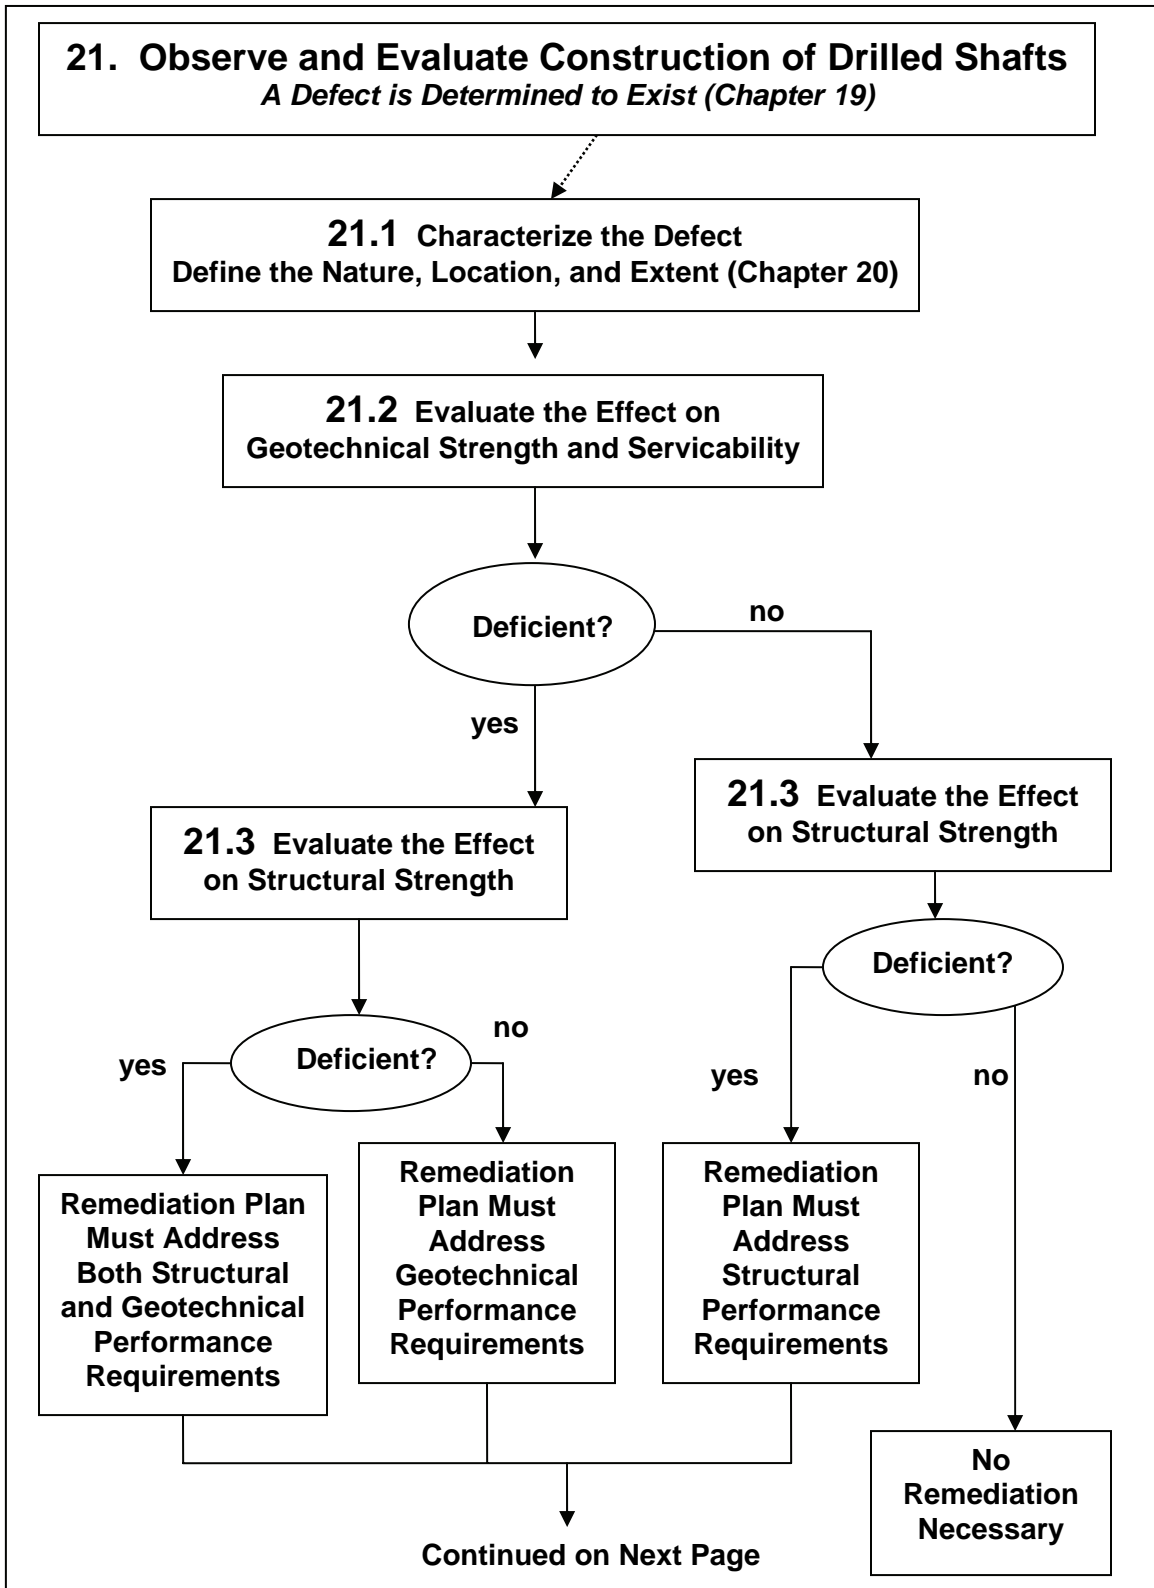 21. Observe and Evaluate Construction of Drilled Shafts
A Defect is Determined to Exist (Chapter 19)
21.1 Characterize the Defect
Define the Nature, Location, and Extent (Chapter 20)
21.2 Evaluate the Effect on
Geotechnical Strength and Servicability
Deficient?
no
yes
21.3 Evaluate the Effect
on Structural Strength
21.3 Evaluate the Effect
on Structural Strength
Deficient?
yes
no
Deficient?
yes
no
Remediation Plan
Must Address
Both Structural
and Geotechnical
Performance
Requirements
Remediation
Plan Must
Address
Geotechnical
Performance
Requirements
Remediation
Plan Must
Address
Structural
Performance
Requirements
No
Remediation
Necessary
Continued on Next Page